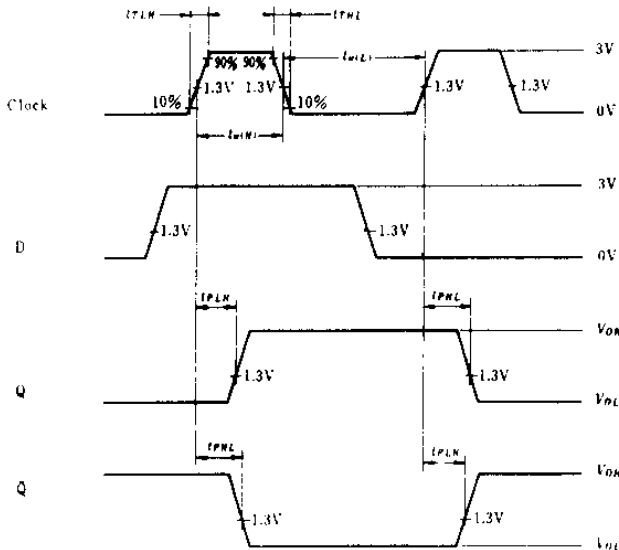 tTLH tTHL
90% 90% tw(L) 3V
Clock 10% 1.3V 1.3V 10% 1.3V 1.3V 0V
tw(H)
3V
D 1.3V 1.3V 0V
tPLH tPHL
VOH
Q 1.3V 1.3V VOL
tPHL tPLH
VOH
Q 1.3V 1.3V VOL